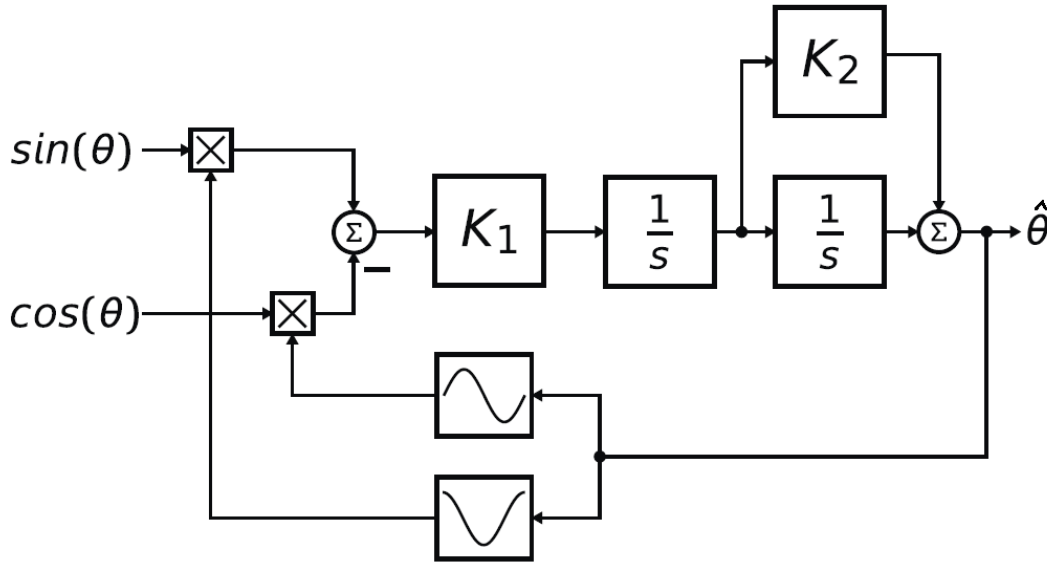 K₂
sin(θ)
Σ
K₁
1/s
1/s
Σ
θ̂
−
cos(θ)